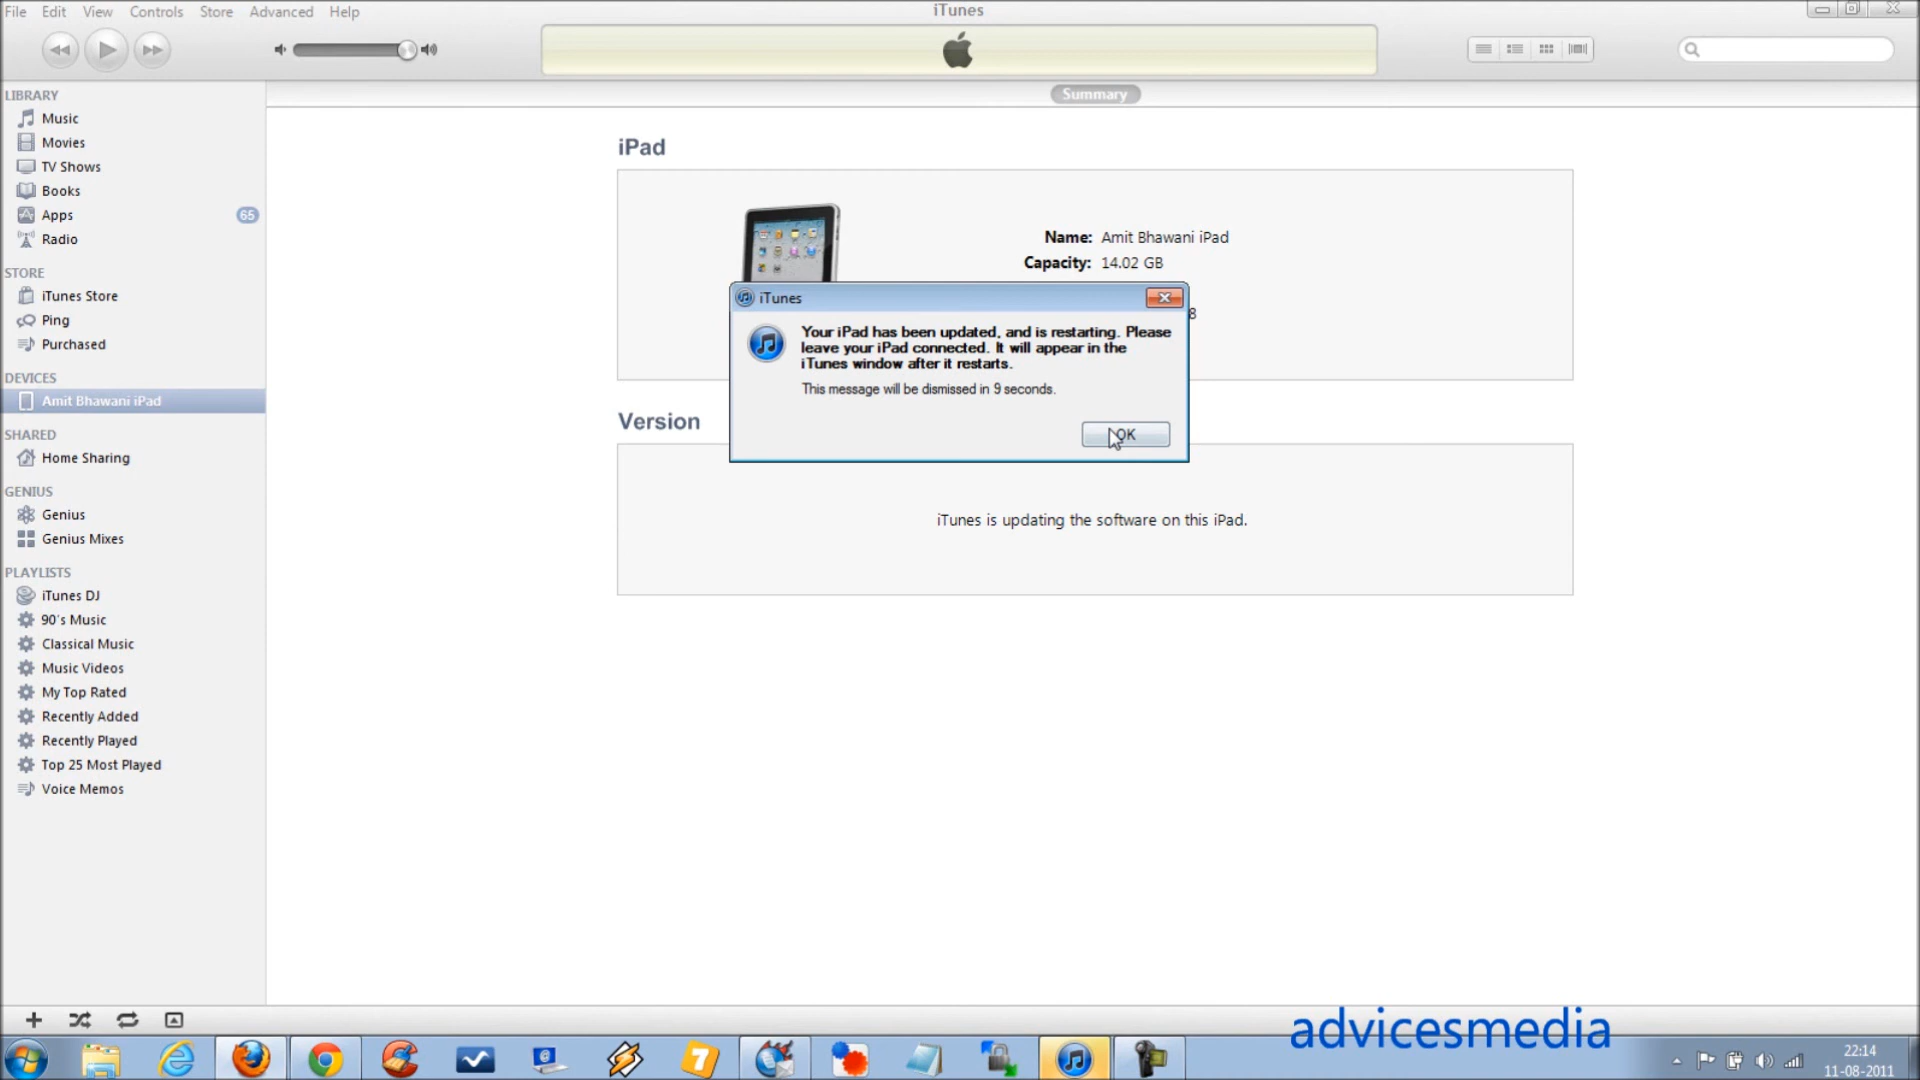 File Edit View Controls Store Advanced Help
iTunes
LIBRARY
Music
Movies
TV Shows
Books
Apps 65
Radio
STORE
iTunes Store
Ping
Purchased
DEVICES
Amit Bhawani iPad
SHARED
Home Sharing
GENIUS
Genius
Genius Mixes
PLAYLISTS
iTunes DJ
90's Music
Classical Music
Music Videos
My Top Rated
Recently Added
Recently Played
Top 25 Most Played
Voice Memos
Summary
iPad
Name: Amit Bhawani iPad
Capacity: 14.02 GB
8
iTunes
Your iPad has been updated, and is restarting. Please
leave your iPad connected. It will appear in the
iTunes window after it restarts.
This message will be dismissed in 9 seconds.
OK
Version
iTunes is updating the software on this iPad.
advicesmedia
7
22:14
11-08-2011